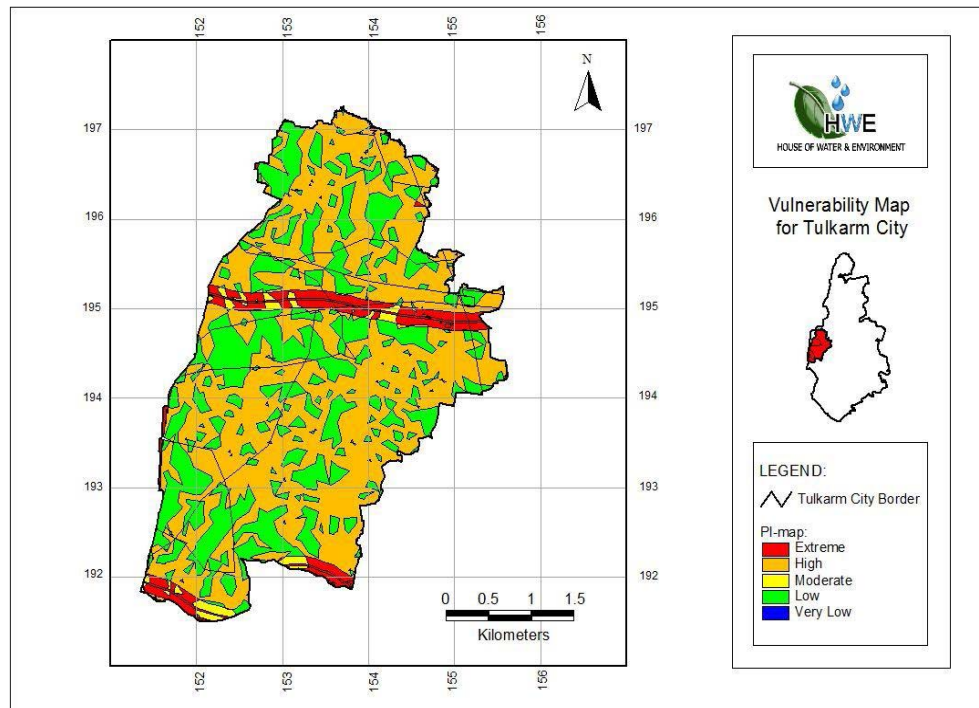 152 153 154 155 156
N
197 197
196 196
195 195
194 194
193 193
192 192
0 0.5 1 1.5
Kilometers
152 153 154 155 156
HWE
HOUSE OF WATER & ENVIRONMENT
Vulnerability Map
for Tulkarm City
LEGEND:
Tulkarm City Border
PI-map:
Extreme
High
Moderate
Low
Very Low